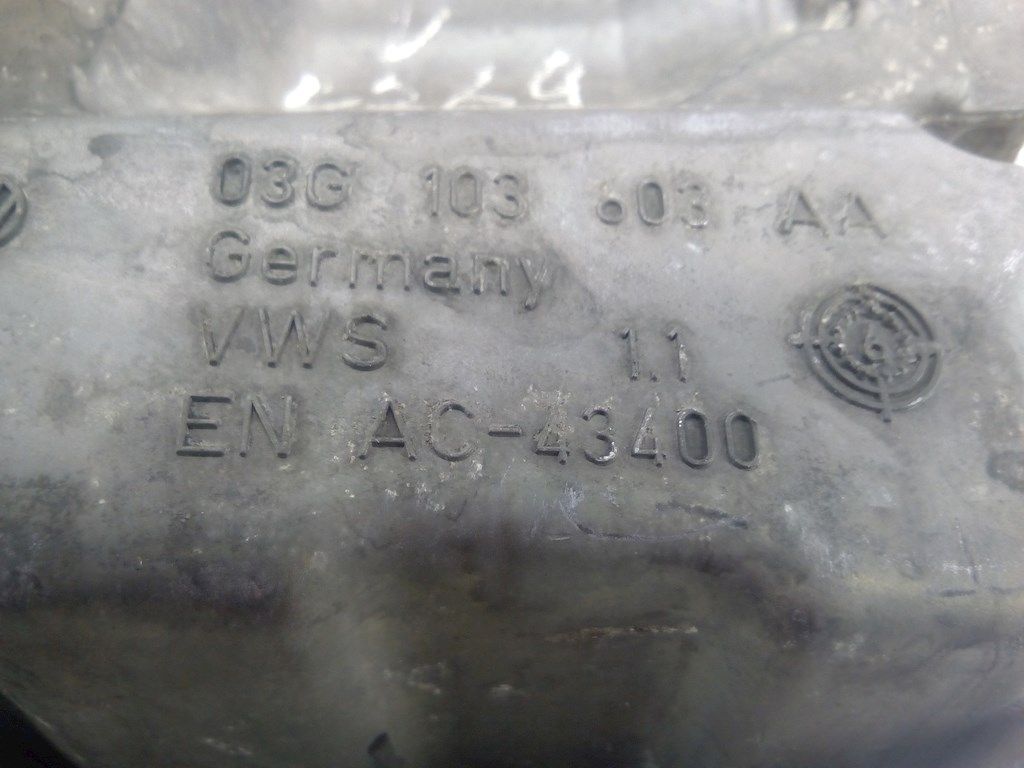 03G 103 603 AA
Germany
VWS 1.1
EN AC-43400